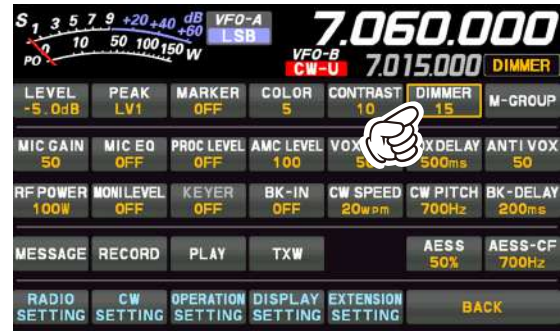 S 1 3 5 7 9 +20 +40 +60 dB
PO 0 10 50 100 150 W
VFO-A
LSB
7.060.000
VFO-B
CW-U
7.015.000
DIMMER
LEVEL PEAK MARKER COLOR CONTRAST DIMMER M-GROUP
-5.0dB LV1 OFF 5 10 15
MIC GAIN MIC EQ PROC LEVEL AMC LEVEL VOX DELAY ANTI VOX
50 OFF OFF 100 500ms 50
RF POWER MONI LEVEL KEYER BK-IN CW SPEED CW PITCH BK-DELAY
100W OFF OFF OFF 20wpm 700Hz 200ms
MESSAGE RECORD PLAY TXW AESS AESS-CF
50% 700Hz
RADIO CW OPERATION DISPLAY EXTENSION
SETTING SETTING SETTING SETTING SETTING BACK